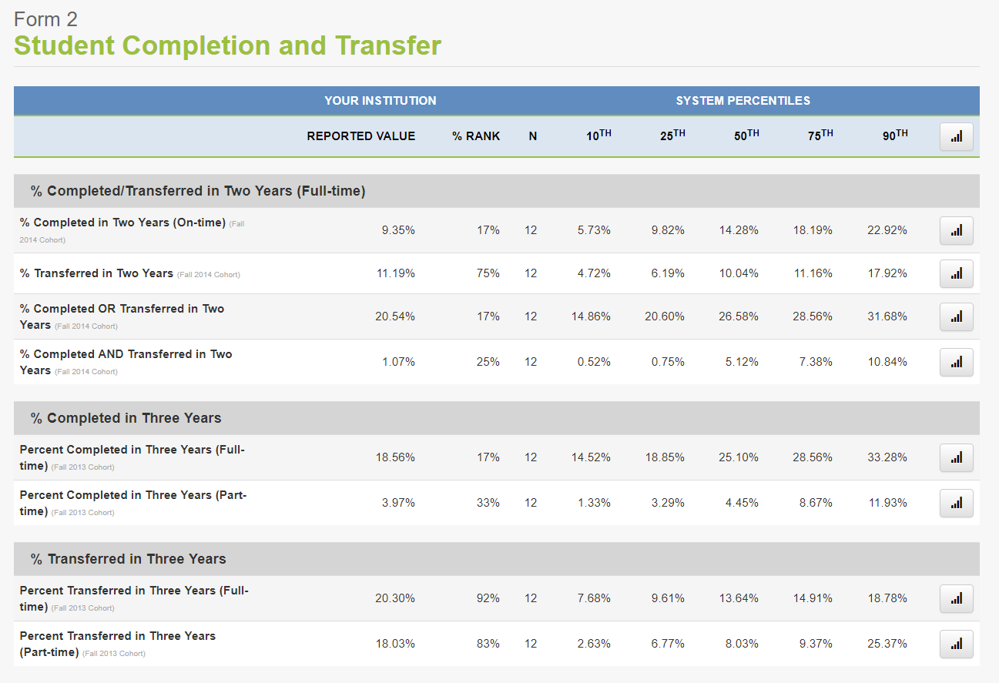 Form 2
Student Completion and Transfer
YOUR INSTITUTION SYSTEM PERCENTILES
REPORTED VALUE % RANK N 10TH 25TH 50TH 75TH 90TH
% Completed/Transferred in Two Years (Full-time)
% Completed in Two Years (On-time) (Fall
2014 Cohort) 9.35% 17% 12 5.73% 9.82% 14.28% 18.19% 22.92%
% Transferred in Two Years (Fall 2014 Cohort) 11.19% 75% 12 4.72% 6.19% 10.04% 11.16% 17.92%
% Completed OR Transferred in Two
Years (Fall 2014 Cohort) 20.54% 17% 12 14.86% 20.60% 26.58% 28.56% 31.68%
% Completed AND Transferred in Two
Years (Fall 2014 Cohort) 1.07% 25% 12 0.52% 0.75% 5.12% 7.38% 10.84%
% Completed in Three Years
Percent Completed in Three Years (Full-
time) (Fall 2013 Cohort) 18.56% 17% 12 14.52% 18.85% 25.10% 28.56% 33.28%
Percent Completed in Three Years (Part-
time) (Fall 2013 Cohort) 3.97% 33% 12 1.33% 3.29% 4.45% 8.67% 11.93%
% Transferred in Three Years
Percent Transferred in Three Years (Full-
time) (Fall 2013 Cohort) 20.30% 92% 12 7.68% 9.61% 13.64% 14.91% 18.78%
Percent Transferred in Three Years
(Part-time) (Fall 2013 Cohort) 18.03% 83% 12 2.63% 6.77% 8.03% 9.37% 25.37%